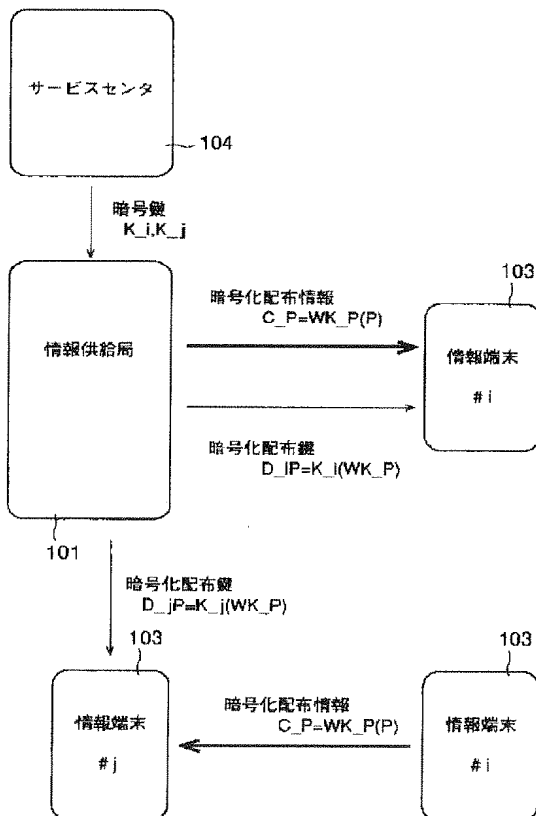 サービスセンタ
104
暗号鍵
K_i,K_j
103
暗号化配布情報
C_P=WK_P(P)
情報供給局
情報端末
#i
暗号化配布鍵
D_iP=K_i(WK_P)
101
暗号化配布鍵
D_jP=K_j(WK_P)
103
103
暗号化配布情報
C_P=WK_P(P)
情報端末
#j
情報端末
#i